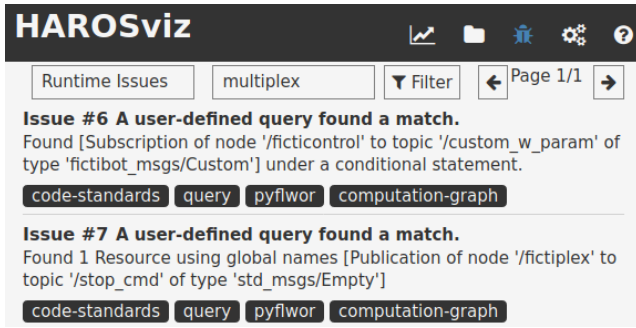 HAROSviz
Runtime Issues multiplex Filter Page 1/1
Issue #6 A user-defined query found a match.
Found [Subscription of node '/ficticontrol' to topic '/custom_w_param' of
type 'fictibot_msgs/Custom'] under a conditional statement.
code-standards query pyflwor computation-graph
Issue #7 A user-defined query found a match.
Found 1 Resource using global names [Publication of node '/fictiplex' to
topic '/stop_cmd' of type 'std_msgs/Empty']
code-standards query pyflwor computation-graph